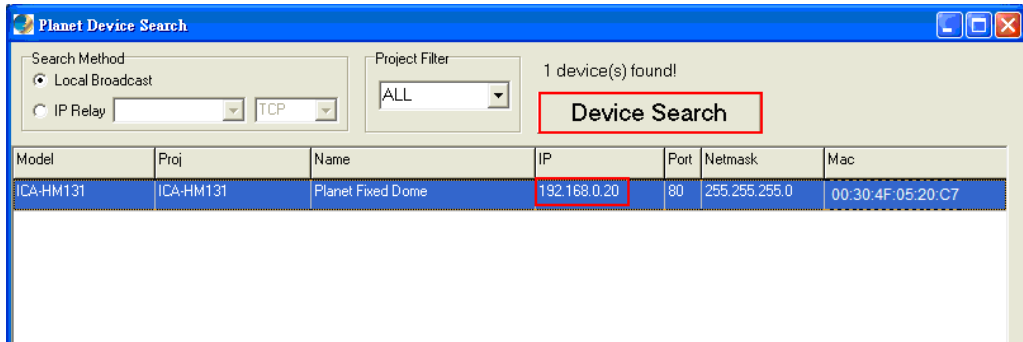 Planet Device Search
Search Method
Local Broadcast
IP Relay TCP
Project Filter
ALL
1 device(s) found!
Device Search
Model Proj Name IP Port Netmask Mac
ICA-HM131 ICA-HM131 Planet Fixed Dome 192.168.0.20 80 255.255.255.0 00:30:4F:05:20:C7